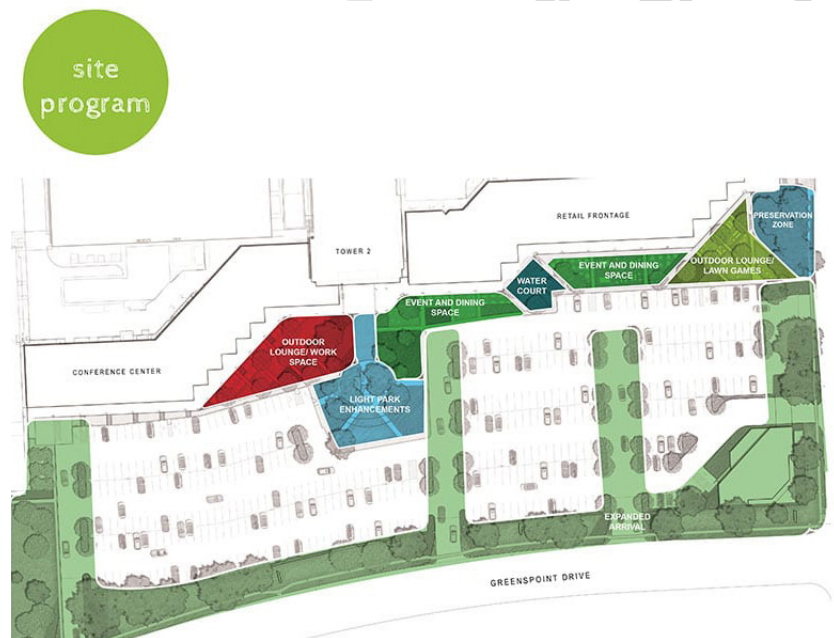 site
program
RETAIL FRONTAGE
PRESERVATION
ZONE
TOWER 2
OUTDOOR LOUNGE/
LAWN GAMES
EVENT AND DINING
SPACE
WATER
COURT
EVENT AND DINING
SPACE
OUTDOOR
LOUNGE/ WORK
SPACE
CONFERENCE CENTER
LIGHT PARK
ENHANCEMENTS
EXPANDED
ARRIVAL
GREENSPOINT DRIVE